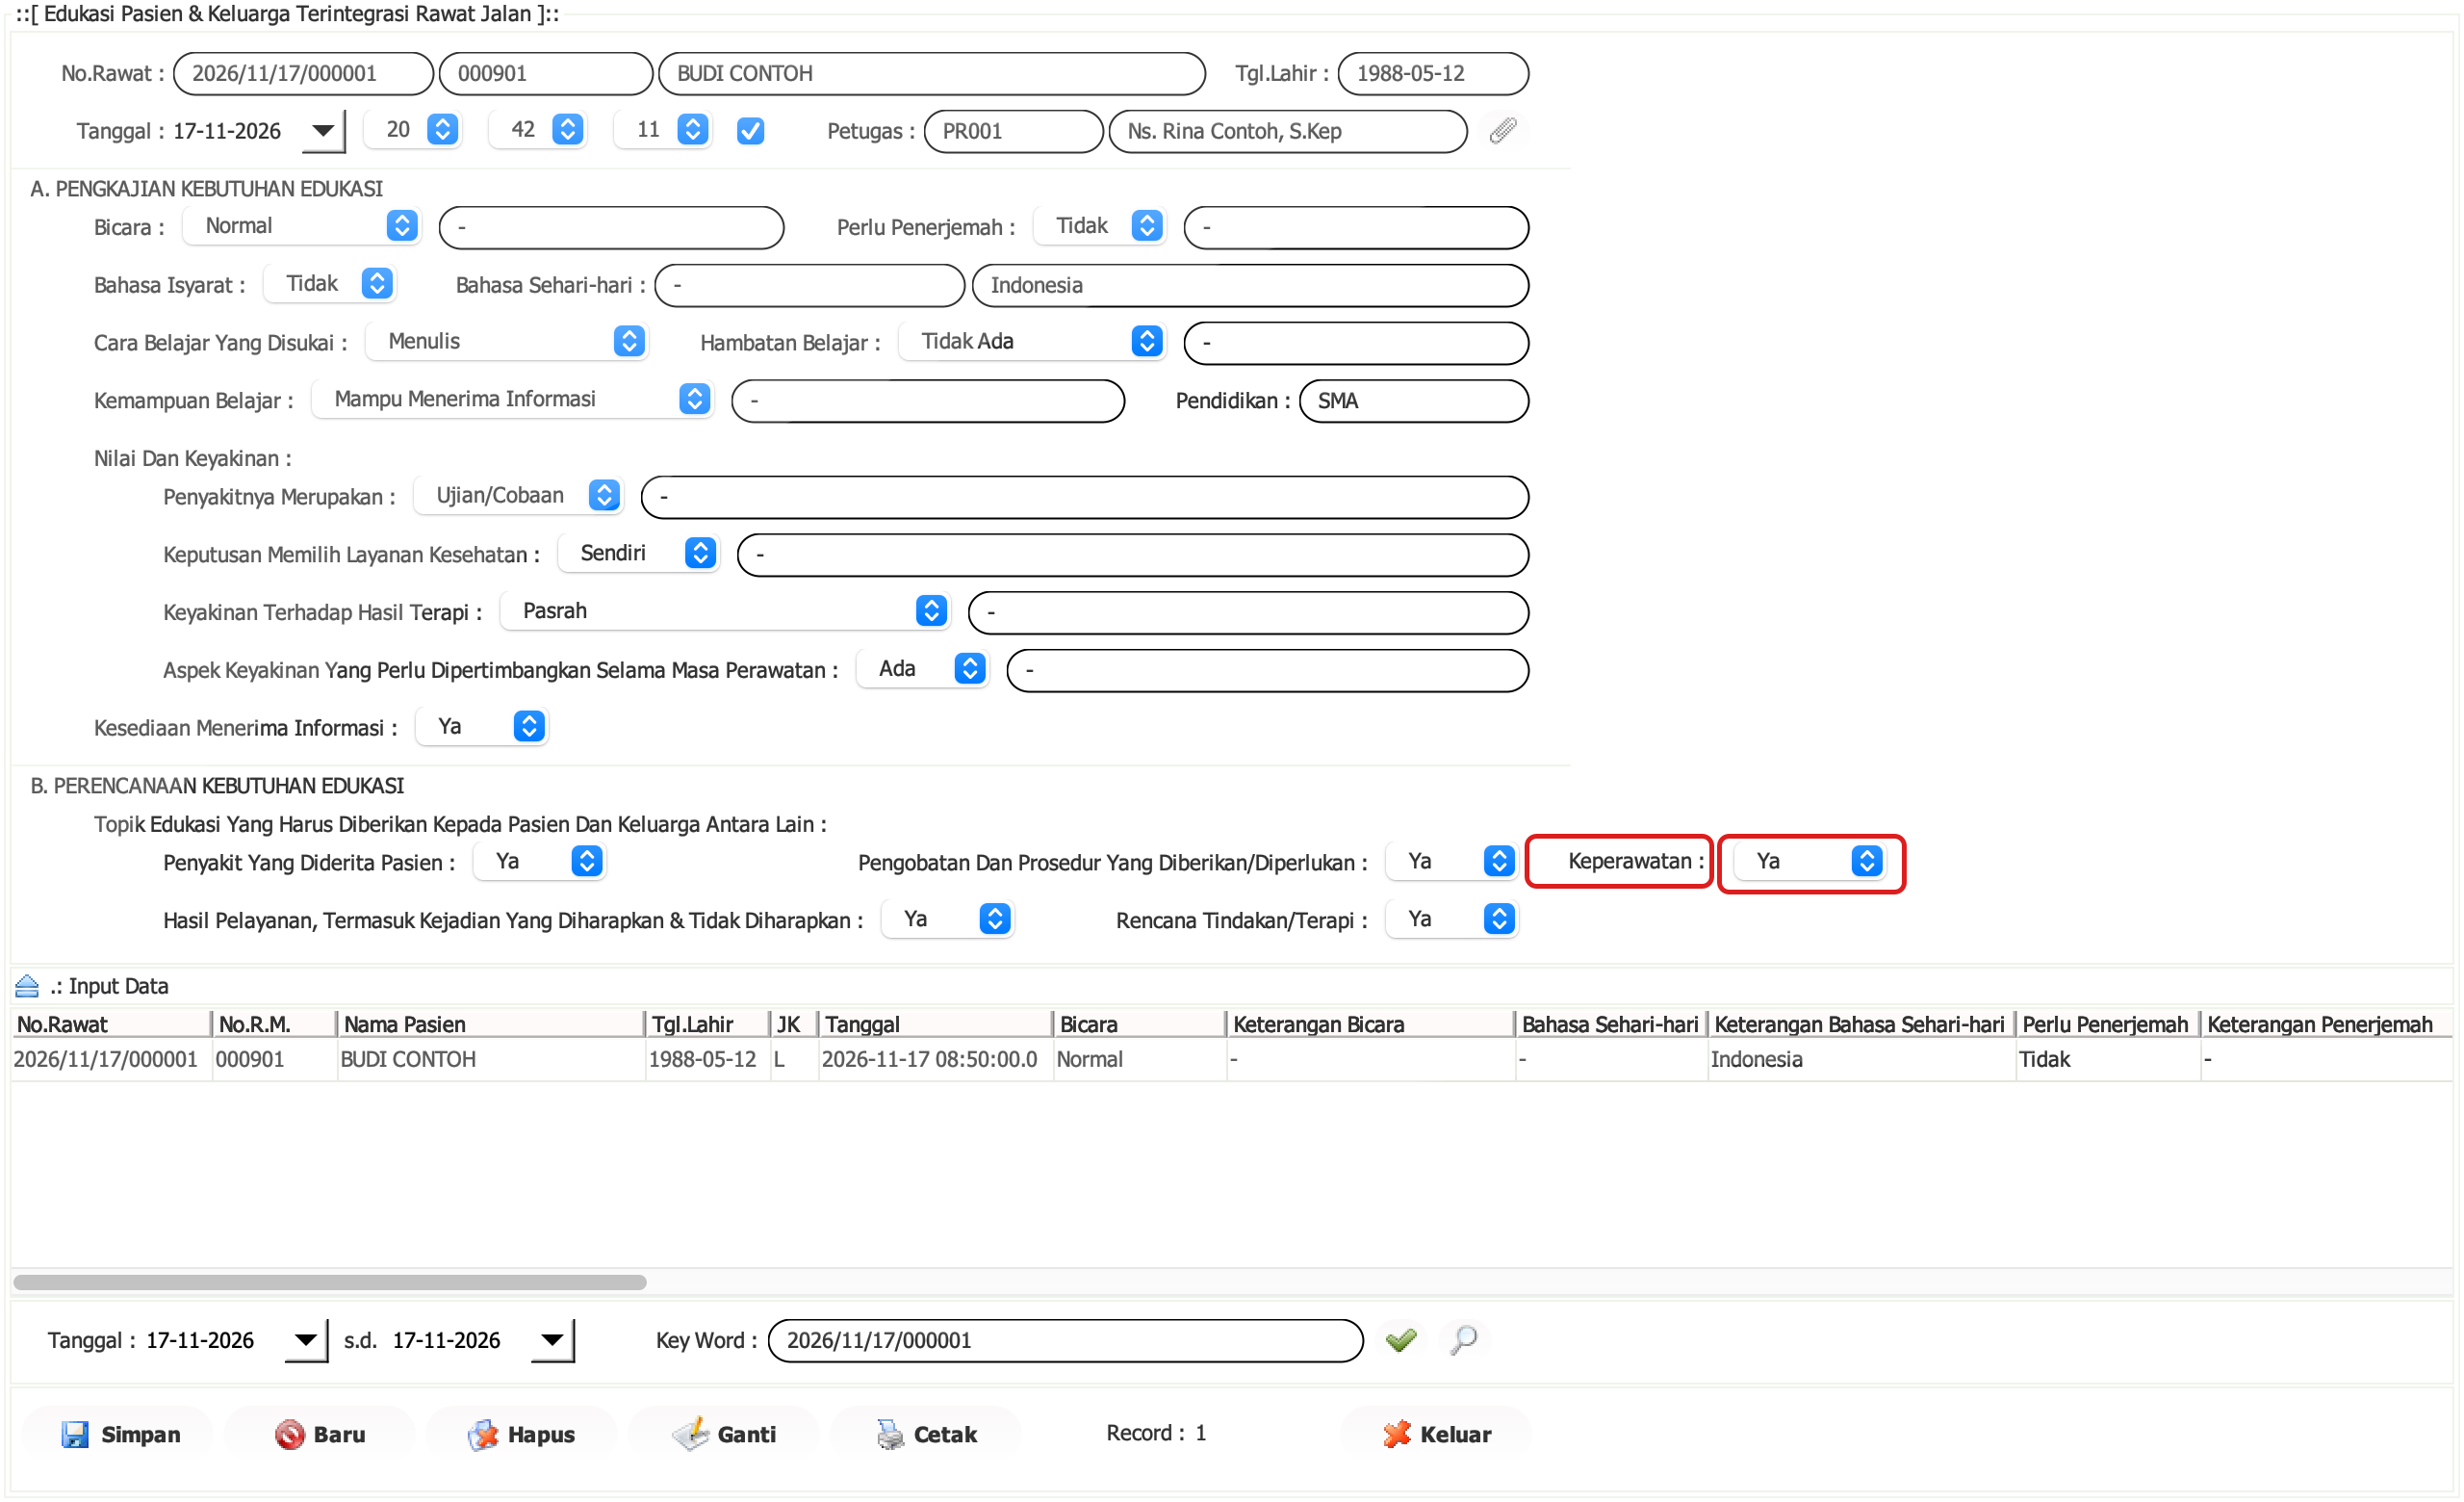 ::[ Edukasi Pasien & Keluarga Terintegrasi Rawat Jalan ]::
No.Rawat : 2026/11/17/000001 000901 BUDI CONTOH Tgl.Lahir : 1988-05-12
Tanggal : 17-11-2026 20 42 11 Petugas : PR001 Ns. Rina Contoh, S.Kep
A. PENGKAJIAN KEBUTUHAN EDUKASI
Bicara : Normal - Perlu Penerjemah : Tidak -
Bahasa Isyarat : Tidak Bahasa Sehari-hari : - Indonesia
Cara Belajar Yang Disukai : Menulis Hambatan Belajar : Tidak Ada -
Kemampuan Belajar : Mampu Menerima Informasi - Pendidikan : SMA
Nilai Dan Keyakinan :
Penyakitnya Merupakan : Ujian/Cobaan -
Keputusan Memilih Layanan Kesehatan : Sendiri -
Keyakinan Terhadap Hasil Terapi : Pasrah -
Aspek Keyakinan Yang Perlu Dipertimbangkan Selama Masa Perawatan : Ada -
Kesediaan Menerima Informasi : Ya
B. PERENCANAAN KEBUTUHAN EDUKASI
Topik Edukasi Yang Harus Diberikan Kepada Pasien Dan Keluarga Antara Lain :
Penyakit Yang Diderita Pasien : Ya Pengobatan Dan Prosedur Yang Diberikan/Diperlukan : Ya Keperawatan : Ya
Hasil Pelayanan, Termasuk Kejadian Yang Diharapkan & Tidak Diharapkan : Ya Rencana Tindakan/Terapi : Ya
.: Input Data
No.Rawat No.R.M. Nama Pasien Tgl.Lahir JK Tanggal Bicara Keterangan Bicara Bahasa Sehari-hari Keterangan Bahasa Sehari-hari Perlu Penerjemah Keterangan Penerjemah
2026/11/17/000001 000901 BUDI CONTOH 1988-05-12 L 2026-11-17 08:50:00.0 Normal - - Indonesia Tidak -
Tanggal : 17-11-2026 s.d. 17-11-2026 Key Word : 2026/11/17/000001
Simpan Baru Hapus Ganti Cetak Record : 1 Keluar